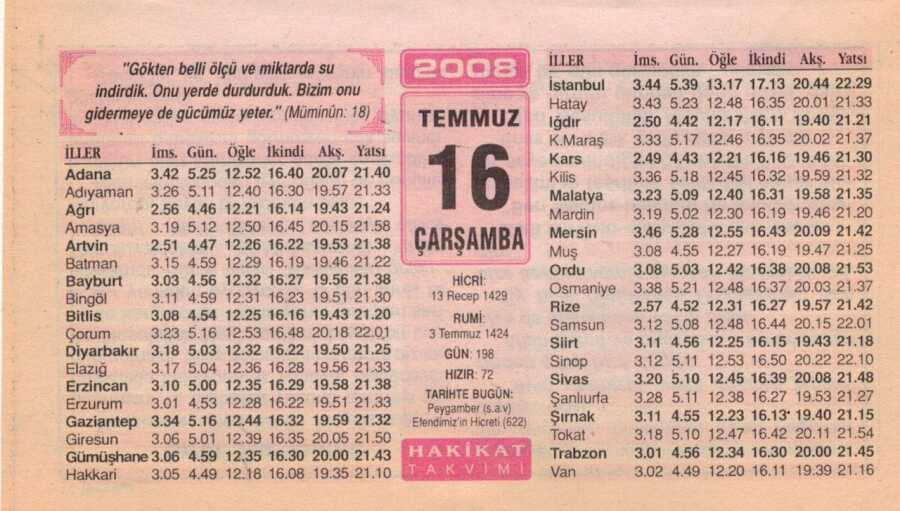 "Gökten belli ölçü ve miktarda su
indirdik. Onu yerde durdurduk. Bizim onu
gidermeye de gücümüz yeter." (Müminûn: 18)
İLLER İms. Gün. Öğle İkindi Akş. Yatsı
Adana 3.42 5.25 12.52 16.40 20.07 21.40
Adıyaman 3.26 5.11 12.40 16.30 19.57 21.33
Ağrı 2.56 4.46 12.21 16.14 19.43 21.24
Amasya 3.19 5.12 12.50 16.45 20.15 21.58
Artvin 2.51 4.47 12.26 16.22 19.53 21.38
Batman 3.15 4.59 12.29 16.19 19.46 21.22
Bayburt 3.03 4.56 12.32 16.27 19.56 21.38
Bingöl 3.11 4.59 12.31 16.23 19.51 21.30
Bitlis 3.08 4.54 12.25 16.16 19.43 21.20
Çorum 3.23 5.16 12.53 16.48 20.18 22.01
Diyarbakır 3.18 5.03 12.32 16.22 19.50 21.25
Elazığ 3.17 5.04 12.36 16.28 19.56 21.33
Erzincan 3.10 5.00 12.35 16.29 19.58 21.38
Erzurum 3.01 4.53 12.28 16.22 19.51 21.33
Gaziantep 3.34 5.16 12.44 16.32 19.59 21.32
Giresun 3.06 5.01 12.39 16.35 20.05 21.50
Gümüşhane 3.06 4.59 12.35 16.30 20.00 21.43
Hakkari 3.05 4.49 12.18 16.08 19.35 21.10
2008
TEMMUZ
16
ÇARŞAMBA
HİCRİ:
13 Recep 1429
RUMİ:
3 Temmuz 1424
GÜN: 198
HIZIR: 72
TARİHTE BUGÜN:
Peygamber (s.a.v)
Efendimiz'in Hicreti (622)
HAKİKAT
TAKVİMİ
İLLER İms. Gün. Öğle İkindi Akş. Yatsı
İstanbul 3.44 5.39 13.17 17.13 20.44 22.29
Hatay 3.43 5.23 12.48 16.35 20.01 21.33
Iğdır 2.50 4.42 12.17 16.11 19.40 21.21
K.Maraş 3.33 5.17 12.46 16.35 20.02 21.37
Kars 2.49 4.43 12.21 16.16 19.46 21.30
Kilis 3.36 5.18 12.45 16.32 19.59 21.32
Malatya 3.23 5.09 12.40 16.31 19.58 21.35
Mardin 3.19 5.02 12.30 16.19 19.46 21.20
Mersin 3.46 5.28 12.55 16.43 20.09 21.42
Muş 3.08 4.55 12.27 16.19 19.47 21.25
Ordu 3.08 5.03 12.42 16.38 20.08 21.53
Osmaniye 3.38 5.21 12.48 16.37 20.03 21.37
Rize 2.57 4.52 12.31 16.27 19.57 21.42
Samsun 3.12 5.08 12.48 16.44 20.15 22.01
Siirt 3.11 4.56 12.25 16.15 19.43 21.18
Sinop 3.12 5.11 12.53 16.50 20.22 22.10
Sivas 3.20 5.10 12.45 16.39 20.08 21.48
Şanlıurfa 3.28 5.11 12.38 16.27 19.53 21.27
Şırnak 3.11 4.55 12.23 16.13 19.40 21.15
Tokat 3.18 5.10 12.47 16.42 20.11 21.54
Trabzon 3.01 4.56 12.34 16.30 20.00 21.45
Van 3.02 4.49 12.20 16.11 19.39 21.16